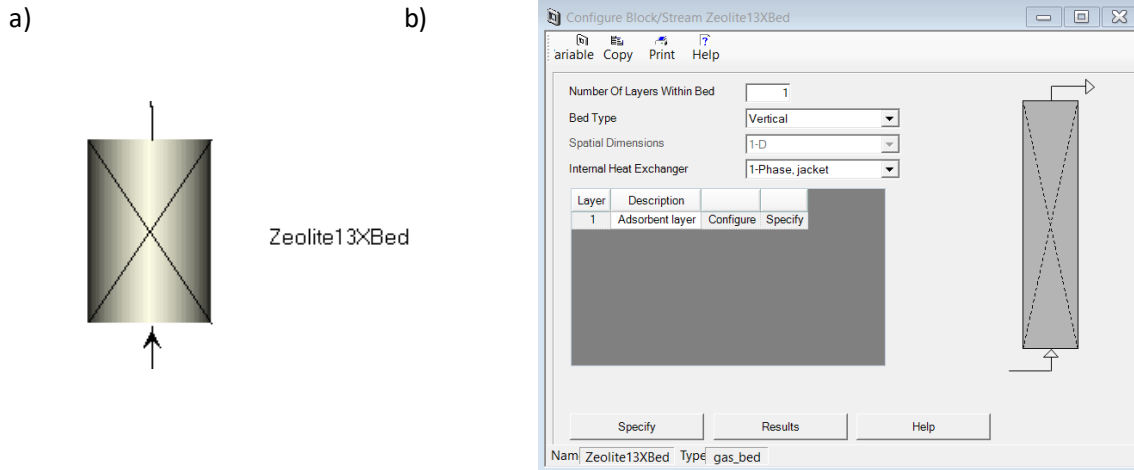 a)
b)
Zeolite13XBed
Configure Block/Stream Zeolite13XBed
ariable Copy Print Help
Number Of Layers Within Bed 1
Bed Type Vertical
Spatial Dimensions 1-D
Internal Heat Exchanger 1-Phase, jacket
Layer Description
1 Adsorbent layer Configure Specify
Specify Results Help
Nam Zeolite13XBed Type gas_bed